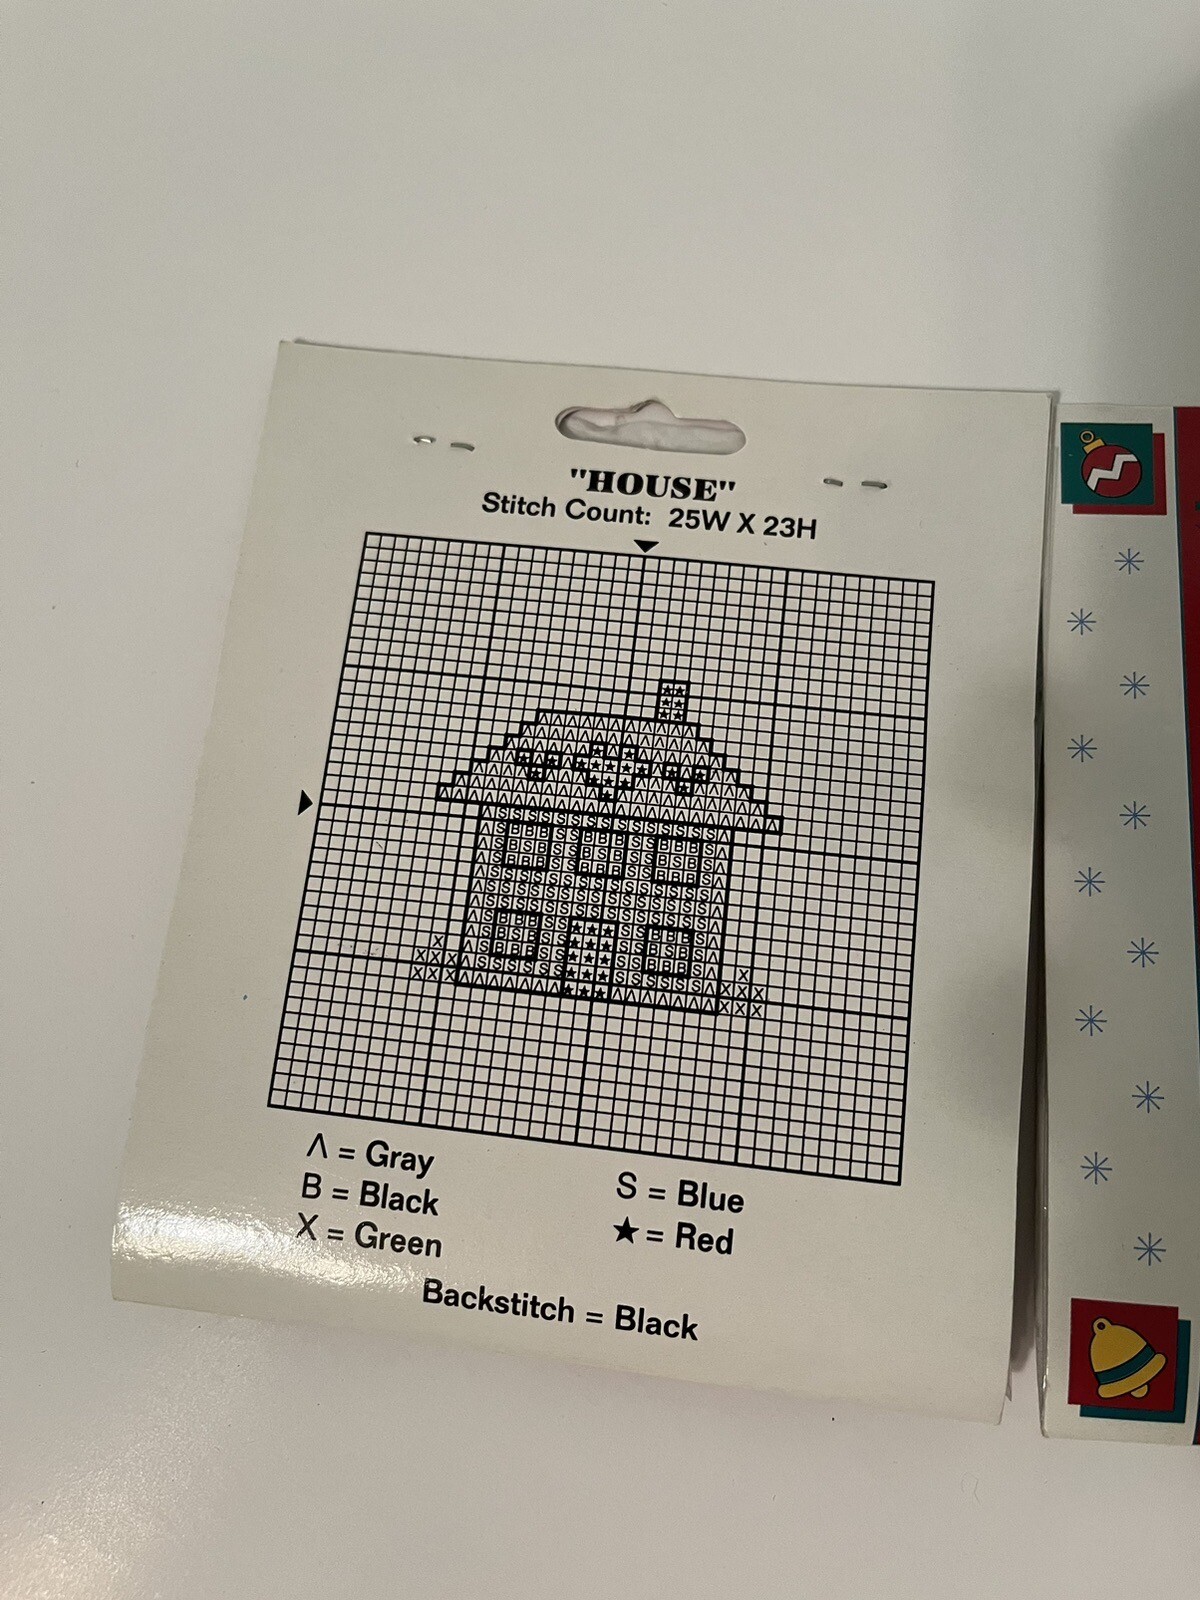 "HOUSE"
Stitch Count: 25W X 23H
Λ = Gray
B = Black
X = Green
S = Blue
★ = Red
Backstitch = Black